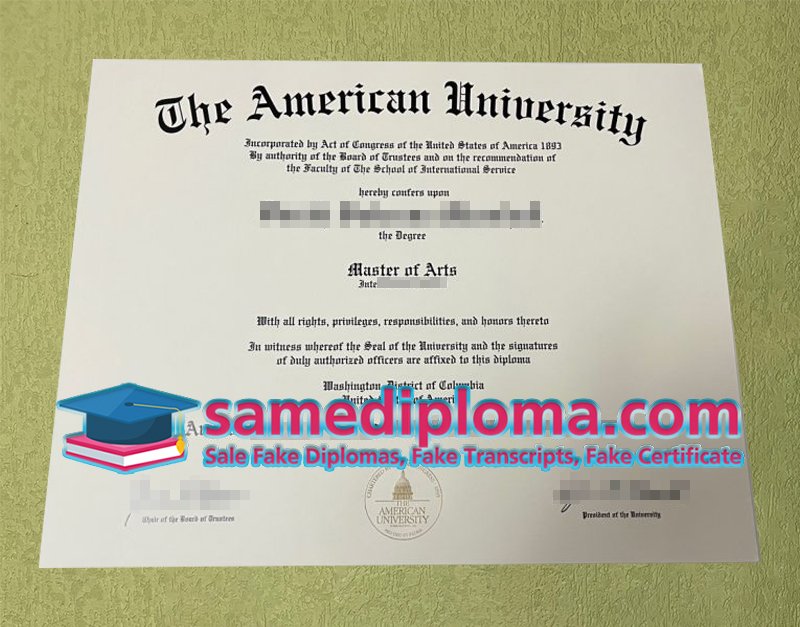 The American University
Incorporated by Act of Congress of the United States of America 1893
By authority of the Board of Trustees and on the recommendation of
the Faculty of The School of International Service
hereby confers upon
the Degree
Master of Arts
Inte
With all rights, privileges, responsibilities, and honors thereto
In witness whereof the Seal of the University and the signatures
of duly authorized officers are affixed to this diploma
Washington District of Columbia
United
samediploma.com
Sale Fake Diplomas, Fake Transcripts, Fake Certificate
THE
AMERICAN
UNIVERSITY
Chair of the Board of Trustees
President of the University